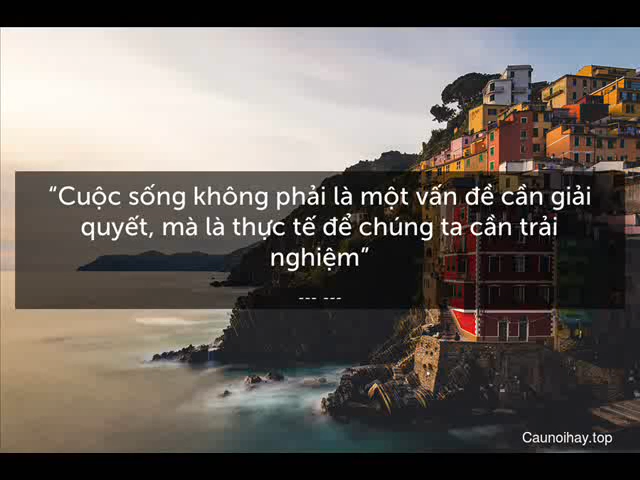 “Cuộc sống không phải là một vấn đề cần giải
quyết, mà là thực tế để chúng ta cần trải
nghiệm”
--- ---
Caunoihay.top